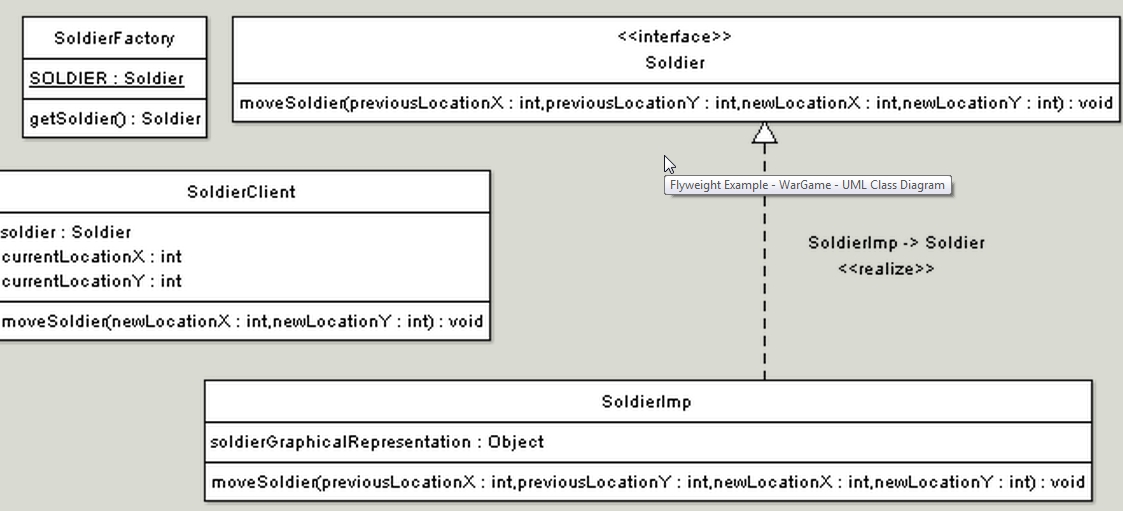 SoldierFactory
SOLDIER : Soldier
getSoldier() : Soldier
<<interface>>
Soldier
moveSoldier(previousLocationX : int,previousLocationY : int,newLocationX : int,newLocationY : int) : void
Flyweight Example - WarGame - UML Class Diagram
SoldierClient
soldier : Soldier
currentLocationX : int
currentLocationY : int
moveSoldier(newLocationX : int,newLocationY : int) : void
SoldierImp -> Soldier
<<realize>>
SoldierImp
soldierGraphicalRepresentation : Object
moveSoldier(previousLocationX : int,previousLocationY : int,newLocationX : int,newLocationY : int) : void